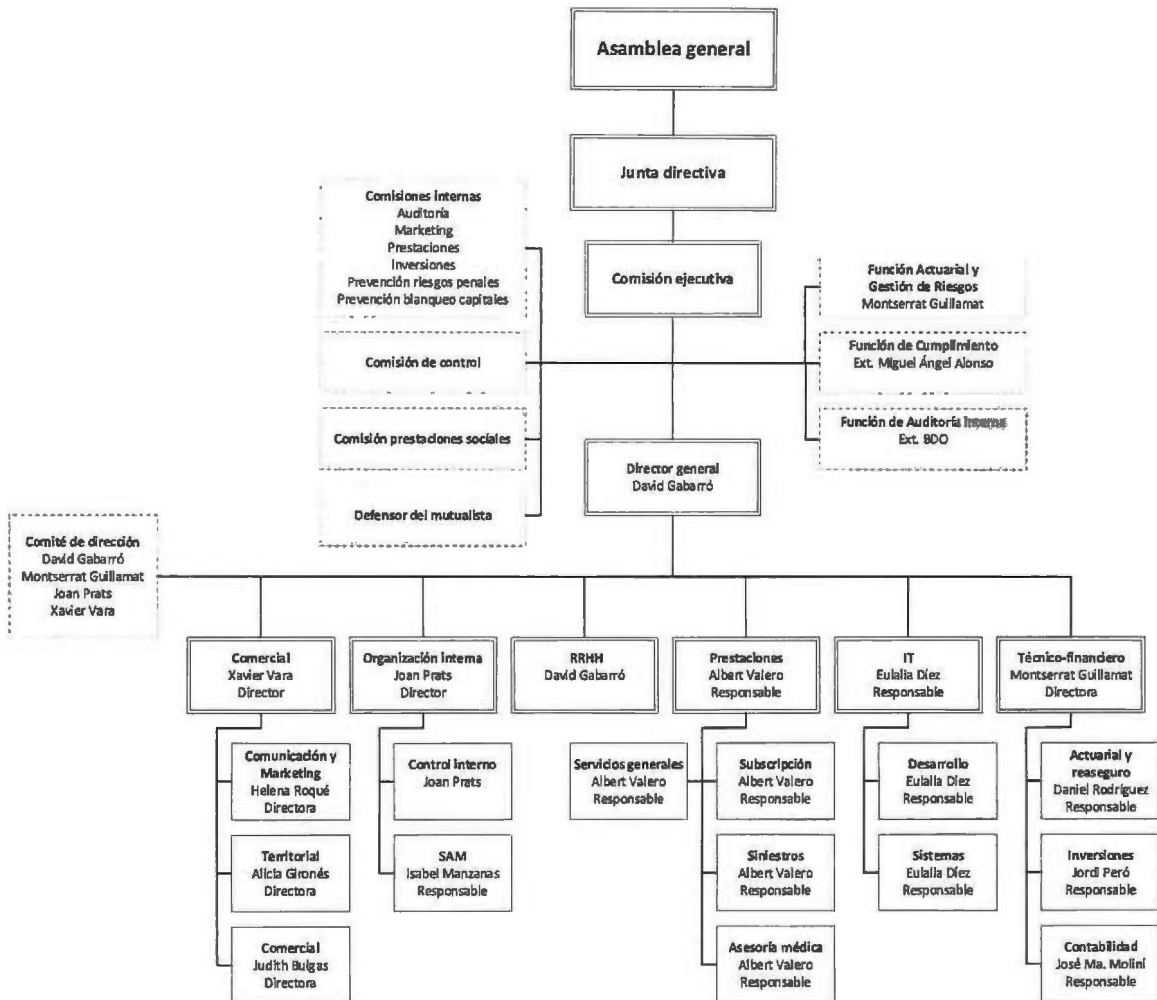 Asamblea general
Junta directiva
Comisiones internas
Auditoría
Marketing
Prestaciones
Inversiones
Prevención riesgos penales
Prevención blanqueo capitales
Comisión ejecutiva
Función Actuarial y
Gestión de Riesgos
Montserrat Guillamat
Comisión de control
Función de Cumplimiento
Ext. Miguel Ángel Alonso
Comisión prestaciones sociales
Función de Auditoría Interna
Ext. BDO
Director general
David Gabarró
Defensor del mutualista
Comité de dirección
David Gabarró
Montserrat Guillamat
Joan Prats
Xavier Vara
Comercial
Xavier Vara
Director
Organización interna
Joan Prats
Director
RRHH
David Gabarró
Prestaciones
Albert Valero
Responsable
IT
Eulalia Díez
Responsable
Técnico-financiero
Montserrat Guillamat
Directora
Comunicación y
Marketing
Helena Roqué
Directora
Control interno
Joan Prats
Servicios generales
Albert Valero
Responsable
Subscripción
Albert Valero
Responsable
Desarrollo
Eulalia Díez
Responsable
Actuarial y
reaseguro
Daniel Rodríguez
Responsable
Territorial
Alicia Gironés
Directora
SAM
Isabel Manzanas
Responsable
Siniestros
Albert Valero
Responsable
Sistemas
Eulalia Díez
Responsable
Inversiones
Jordi Peró
Responsable
Comercial
Judith Bulgas
Directora
Asesoría médica
Albert Valero
Responsable
Contabilidad
José Ma. Moliní
Responsable